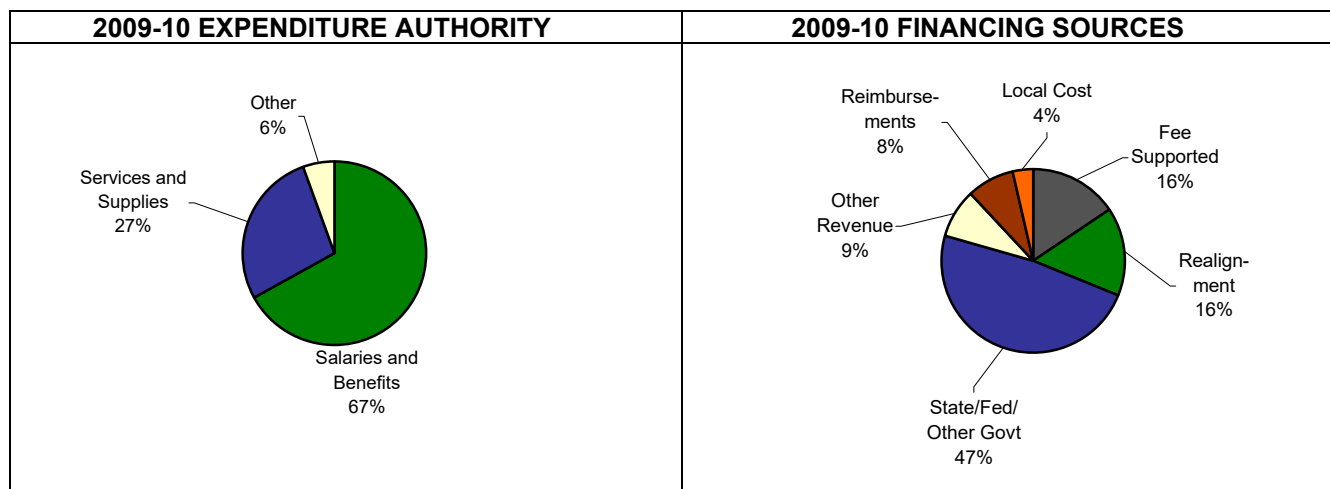 2009-10 EXPENDITURE AUTHORITY
Other
6%
Services and
Supplies
27%
Salaries and
Benefits
67%
2009-10 FINANCING SOURCES
Reimburse-
ments
8%
Local Cost
4%
Fee
Supported
16%
Other
Revenue
9%
Realign-
ment
16%
State/Fed/
Other Govt
47%